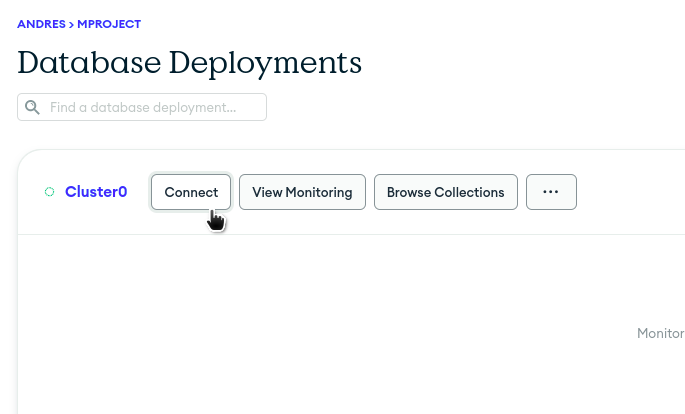 ANDRES > MPROJECT
Database Deployments
Find a database deployment...
Cluster0 Connect View Monitoring Browse Collections ...
Monitor